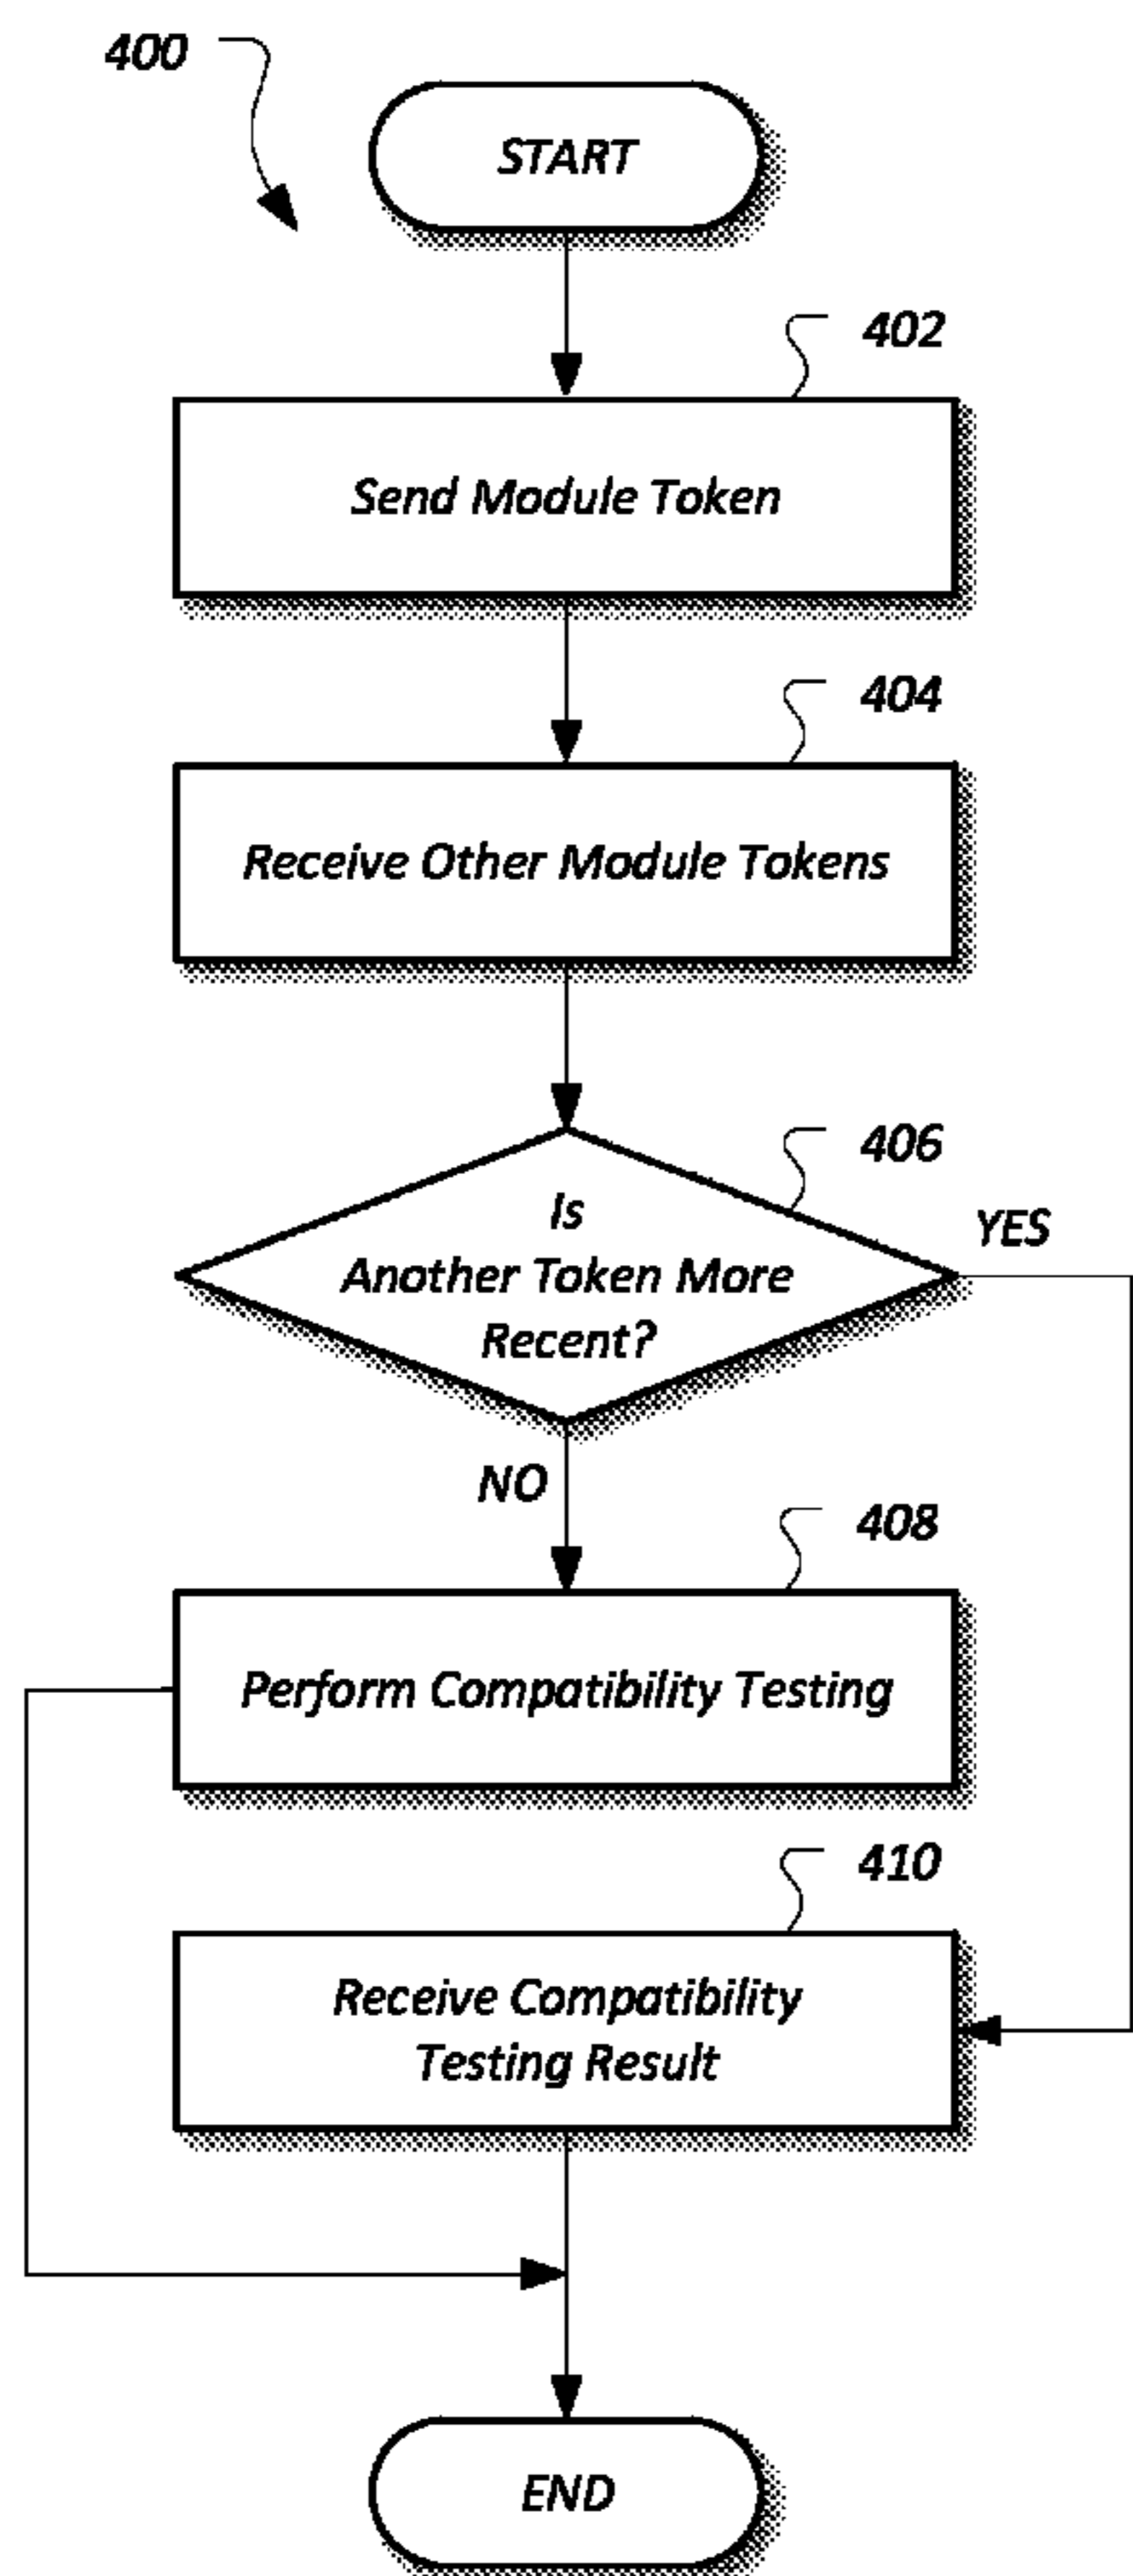 400
START
402
Send Module Token
404
Receive Other Module Tokens
406
Is
Another Token More
Recent?
YES
NO
408
Perform Compatibility Testing
410
Receive Compatibility
Testing Result
END